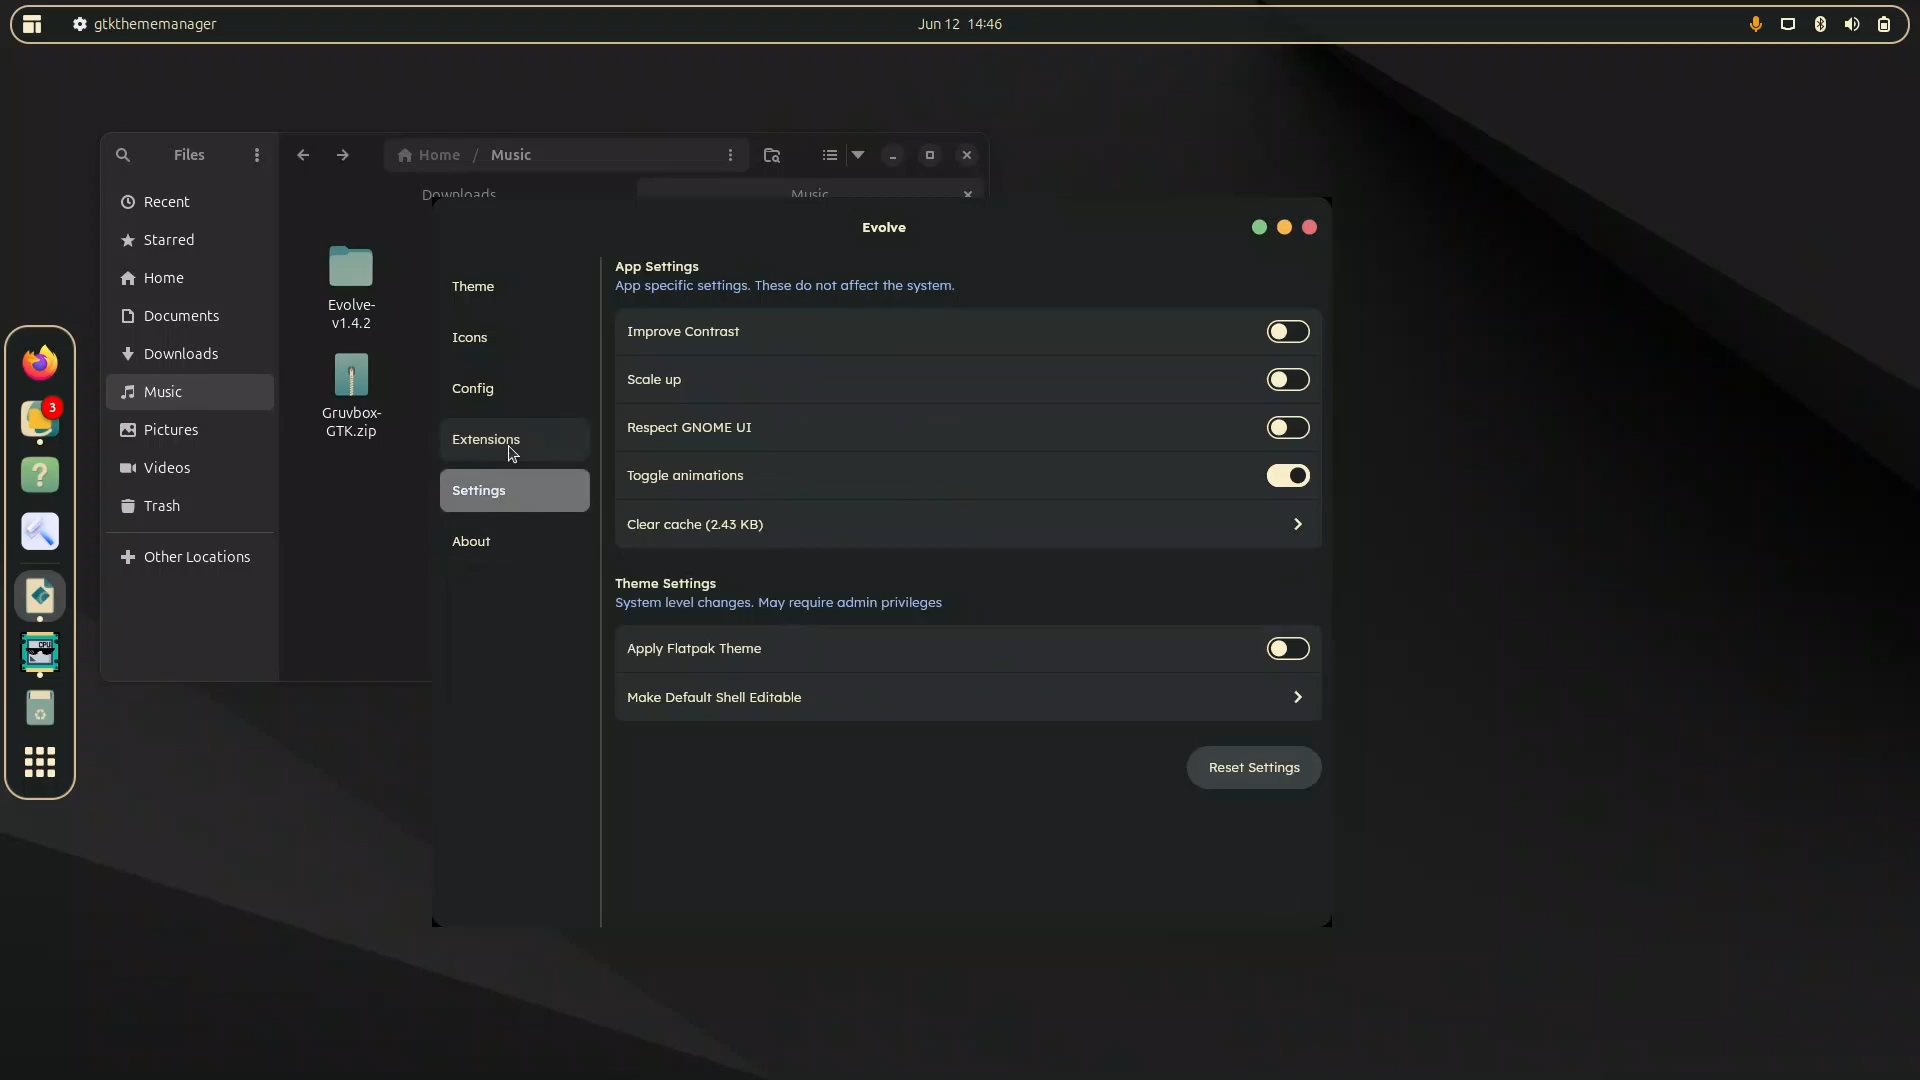 gtkthememanager
Jun 12 14:46
Files
Home / Music
Downloads
Music
Recent
Starred
Home
Documents
Downloads
Music
Pictures
Videos
Trash
Other Locations
Evolve-
v1.4.2
Gruvbox-
GTK.zip
3
CPU
Evolve
Theme
Icons
Config
Extensions
Settings
About
App Settings
App specific settings. These do not affect the system.
Improve Contrast
Scale up
Respect GNOME UI
Toggle animations
Clear cache (2.43 KB)
Theme Settings
System level changes. May require admin privileges
Apply Flatpak Theme
Make Default Shell Editable
Reset Settings